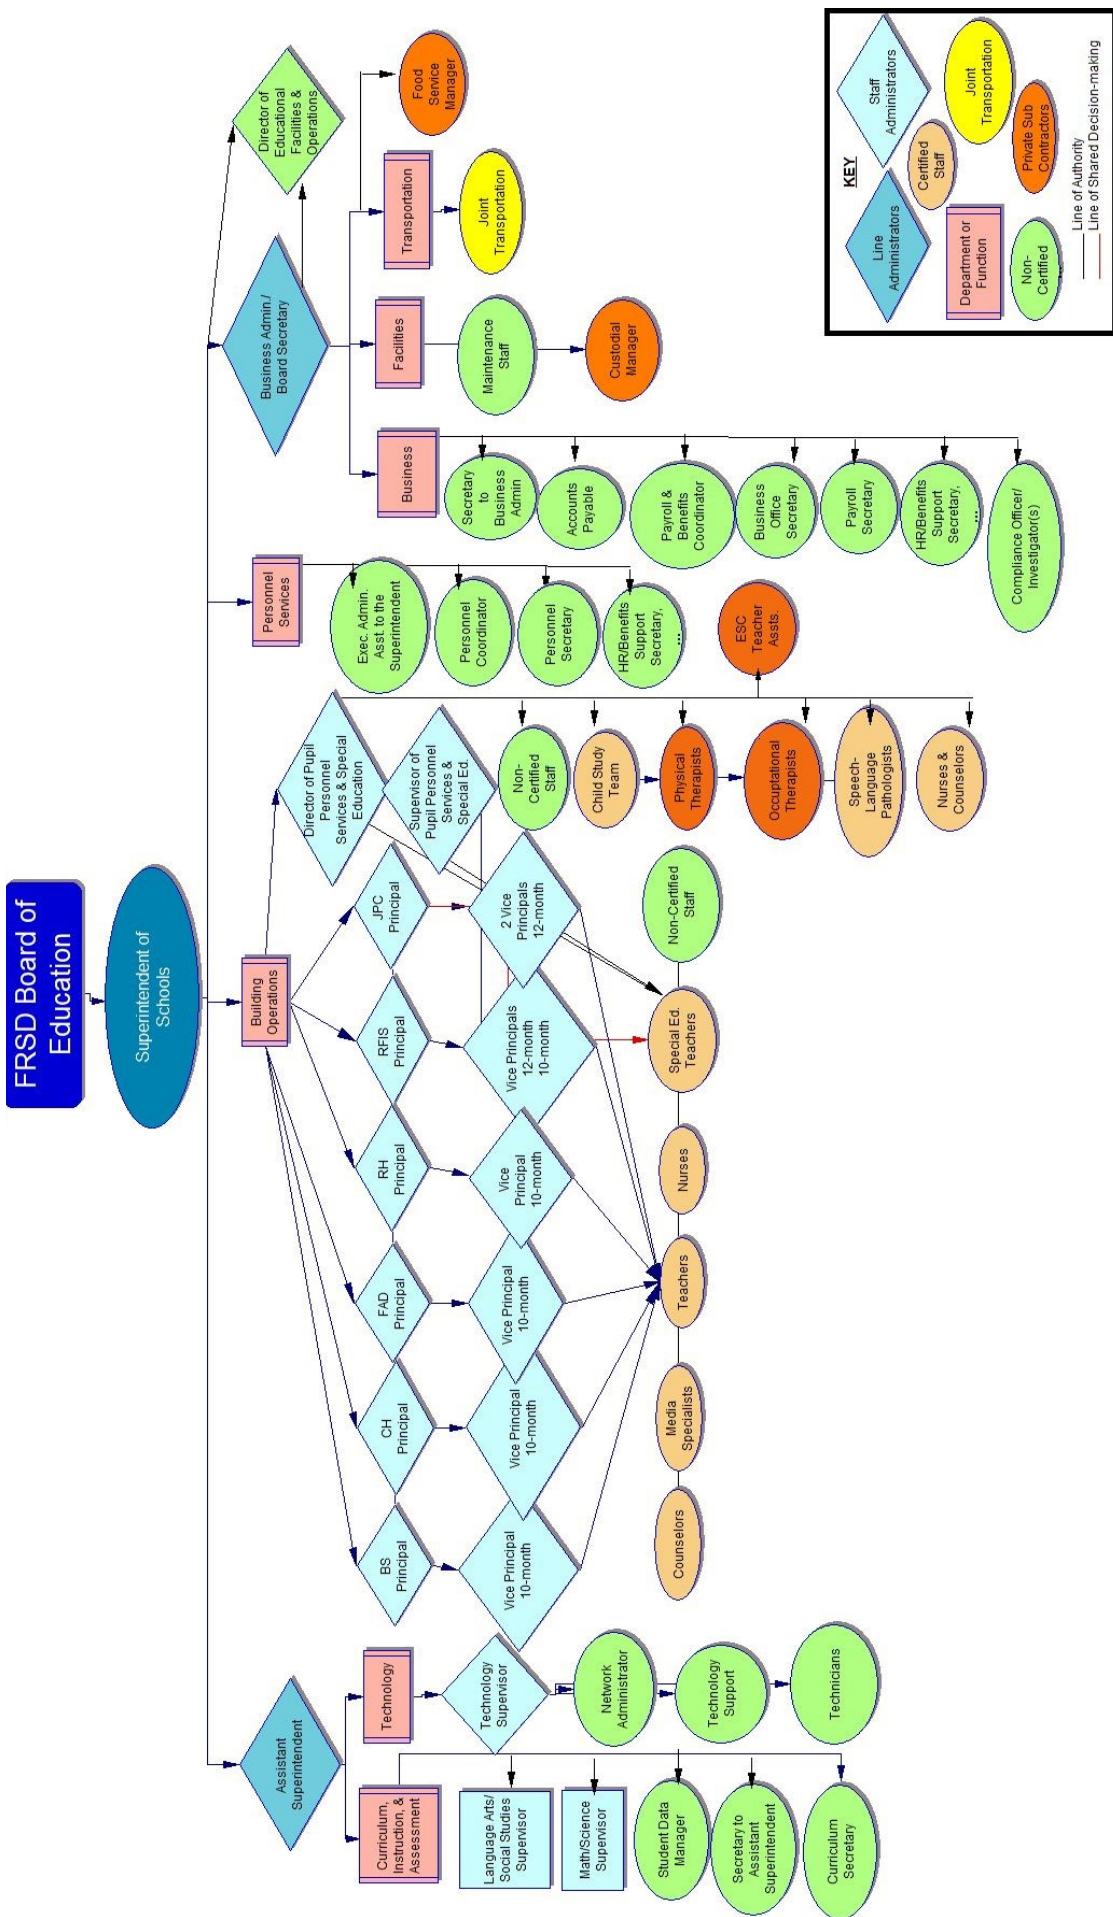 FRSD Board of
Education
Superintendent of
Schools
Assistant
Superintendent
Building
Operations
Personnel
Services
Business Admin./
Board Secretary
Director of
Educational
Facilities &
Operations
Curriculum,
Instruction, &
Assessment
Technology
Language Arts/
Social Studies
Supervisor
Math/Science
Supervisor
Student Data
Manager
Secretary to
Assistant
Superintendent
Curriculum
Secretary
Technology
Supervisor
Network
Administrator
Technology
Support
Technicians
BS
Principal
CH
Principal
FAD
Principal
RH
Principal
RFIS
Principal
JPC
Principal
Director of Pupil
Personnel
Services & Special
Education
Supervisor of
Pupil Personnel
Services &
Special Ed.
Vice Principal
10-month
Vice Principal
10-month
Vice Principal
10-month
Vice
Principal
10-month
Vice Principals
12-month
10-month
2 Vice
Principals
12-month
Counselors
Media
Specialists
Teachers
Nurses
Special Ed.
Teachers
Non-Certified
Staff
Non-
Certified
Staff
Child Study
Team
Physical
Therapists
Occuptational
Therapists
Speech-
Language
Pathologists
Nurses &
Counselors
ESC
Teacher
Assts.
Exec. Admin.
Asst. to the
Superintendent
Personnel
Coordinator
Personnel
Secretary
HR/Benefits
Support
Secretary,
...
Business
Facilities
Transportation
Food
Service
Manager
Secretary
to
Business
Admin
Accounts
Payable
Payroll &
Benefits
Coordinator
Business
Office
Secretary
Payroll
Secretary
HR/Benefits
Support
Secretary,
...
Compliance Officer/
Investigator(s)
Maintenance
Staff
Custodial
Manager
Joint
Transportation
KEY
Line
Administrators
Staff
Administrators
Certified
Staff
Department or
Function
Joint
Transportation
Non-
Certified
...
Private Sub
Contractors
Line of Authority
Line of Shared Decision-making